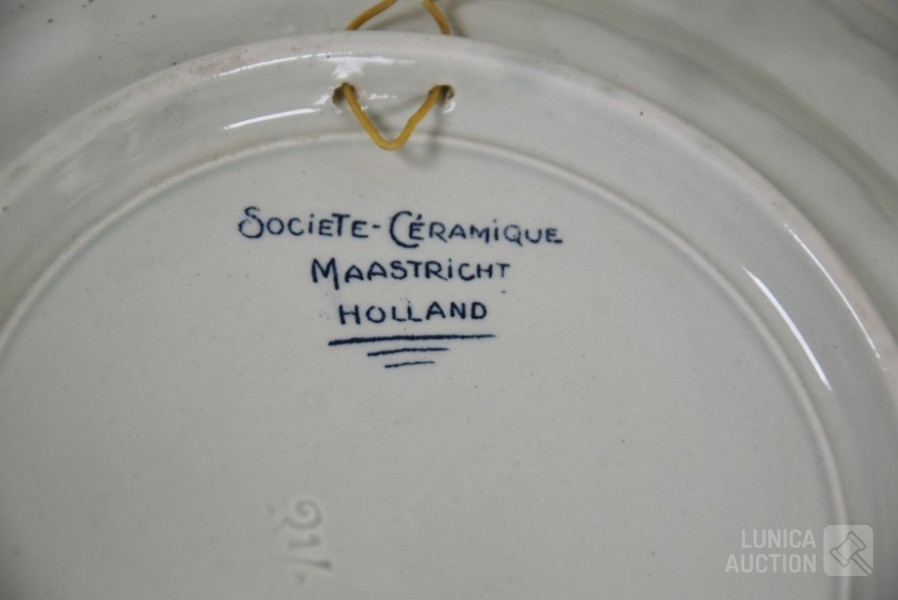 SOCIETE-CÉRAMIQUE
MAASTRICHT
HOLLAND
LUNICA
AUCTION